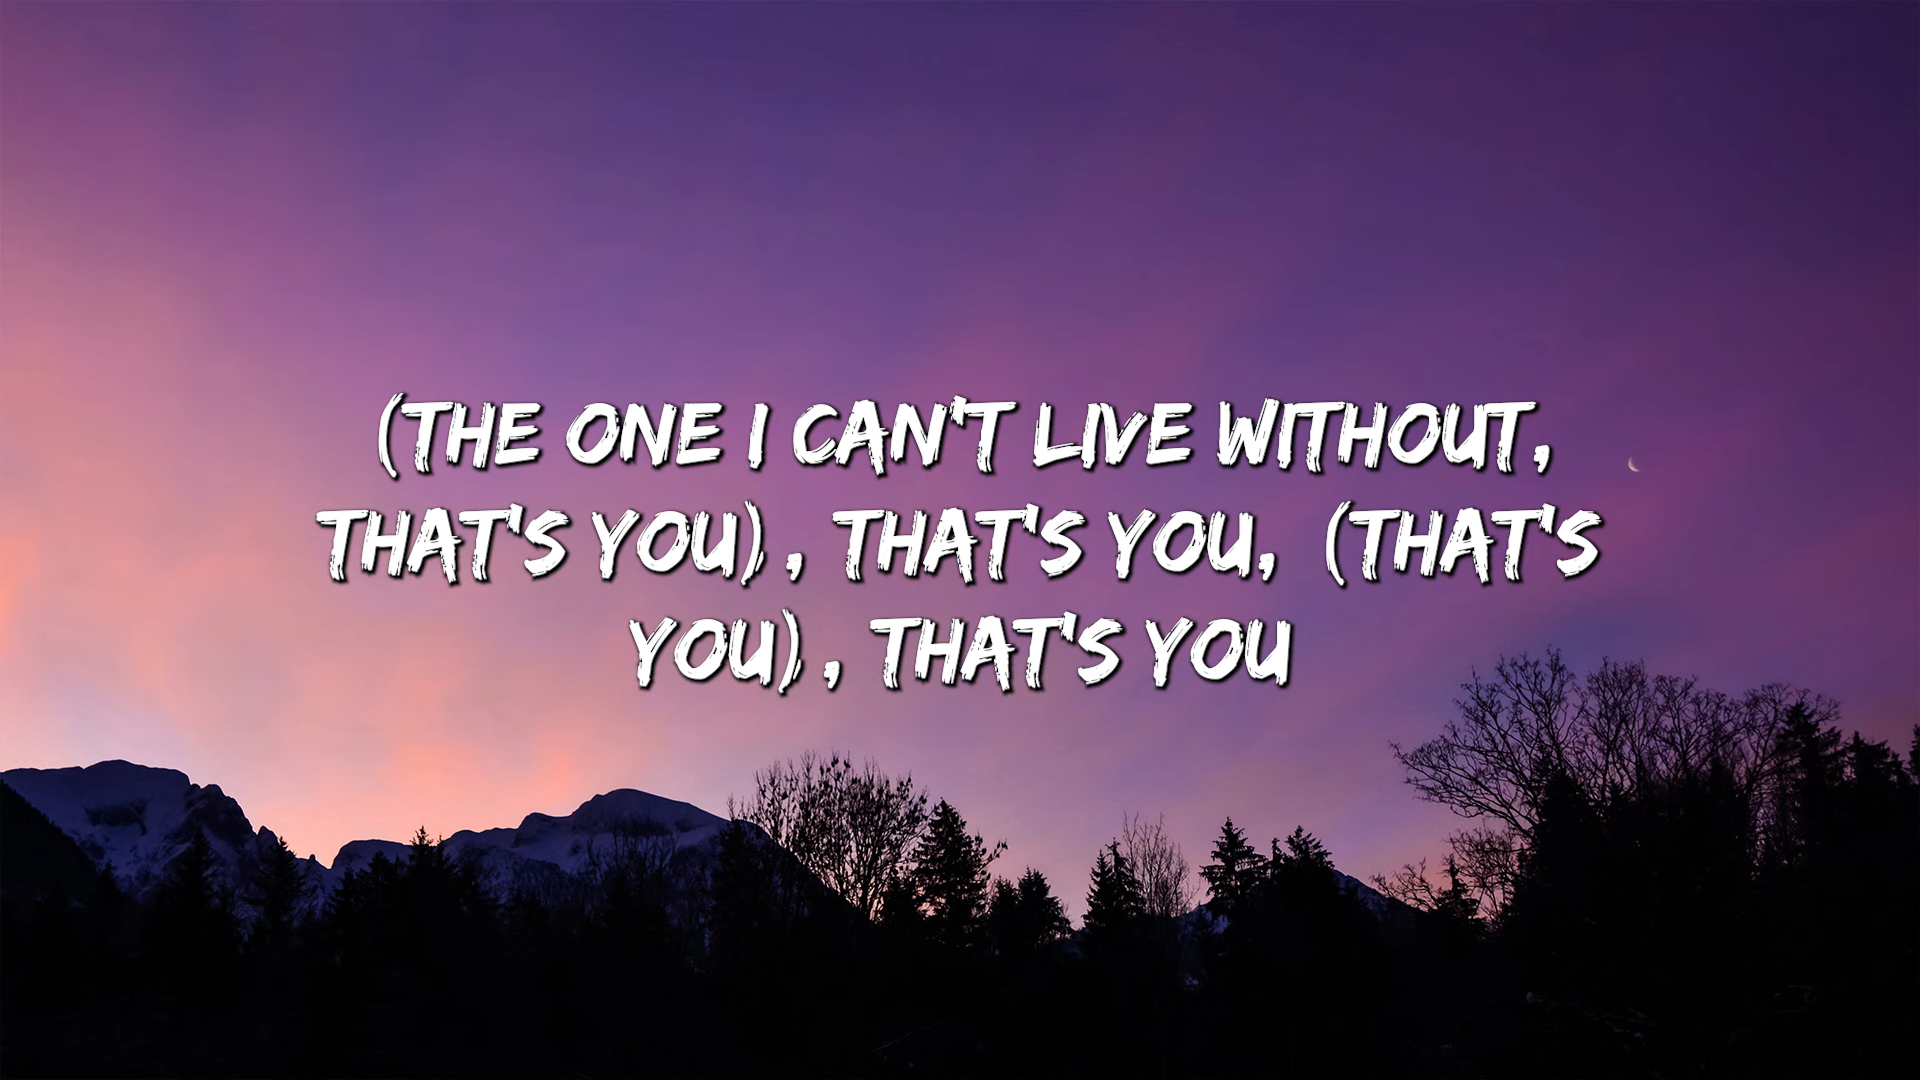 (THE ONE I CAN'T LIVE WITHOUT,
THAT'S YOU), THAT'S YOU, (THAT'S
YOU), THAT'S YOU